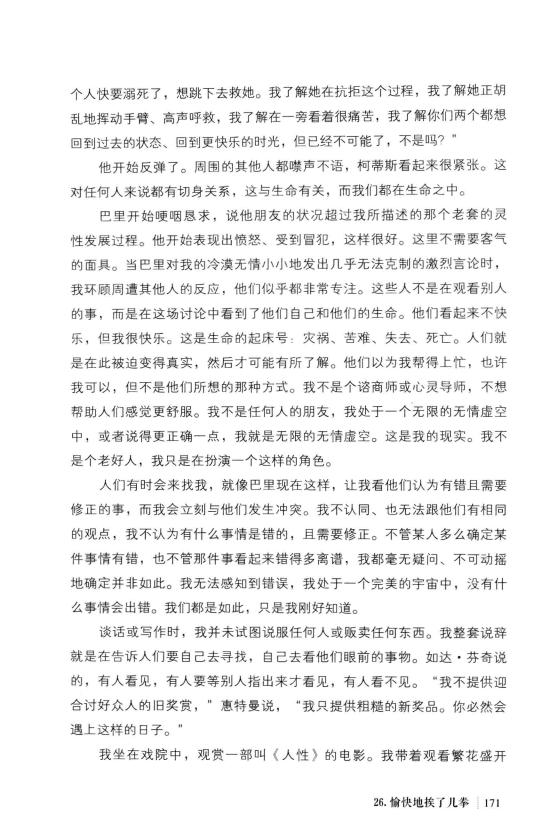 个人快要溺死了，想跳下去救她。我了解她在抗拒这个过程，我了解她正胡
乱地挥动手臂、高声呼救，我了解在一旁看着很痛苦，我了解你们两个都想
回到过去的状态、回到更快乐的时光，但已经不可能了，不是吗？”
他开始反弹了。周围的其他人都噤声不语，柯蒂斯看起来很紧张。这
对任何人来说都有切身关系，这与生命有关，而我们都在生命之中。
巴里开始哽咽恳求，说他朋友的状况超过我所描述的那个老套的灵
性发展过程。他开始表现出愤怒、受到冒犯，这样很好。这里不需要客气
的面具。当巴里对我的冷漠无情小小地发出几乎无法克制的激烈言论时，
我环顾周遭其他人的反应，他们似乎都非常专注。这些人不是在观看别人
的事，而是在这场讨论中看到了他们自己和他们的生命。他们看起来不快
乐，但我很快乐。这是生命的起床号：灾祸、苦难、失去、死亡。人们就
是在此被迫变得真实，然后才可能有所了解。他们以为我帮得上忙，也许
我可以，但不是他们所想的那种方式。我不是个谘商师或心灵导师，不想
帮助人们感觉更舒服。我不是任何人的朋友，我处于一个无限的无情虚空
中，或者说得更正确一点，我就是无限的无情虚空。这是我的现实。我不
是个老好人，我只是在扮演一个这样的角色。
人们有时会来找我，就像巴里现在这样，让我看他们认为有错且需要
修正的事，而我会立刻与他们发生冲突。我不认同、也无法跟他们有相同
的观点，我不认为有什么事情是错的，且需要修正。不管某人多么确定某
件事情有错，也不管那件事看起来错得多离谱，我都毫无疑问、不可动摇
地确定并非如此。我无法感知到错误，我处于一个完美的宇宙中，没有什
么事情会出错。我们都是如此，只是我刚好知道。
谈话或写作时，我并未试图说服任何人或贩卖任何东西。我整套说辞
就是在告诉人们要自己去寻找，自己去看他们眼前的事物。如达·芬奇说
的，有人看见，有人要等别人指出来才看见，有人看不见。“我不提供迎
合讨好众人的旧奖赏，”惠特曼说，“我只提供粗糙的新奖品。你必然会
遇上这样的日子。”
我坐在戏院中，观赏一部叫《人性》的电影。我带着观看繁花盛开
26. 愉快地挨了几拳 171